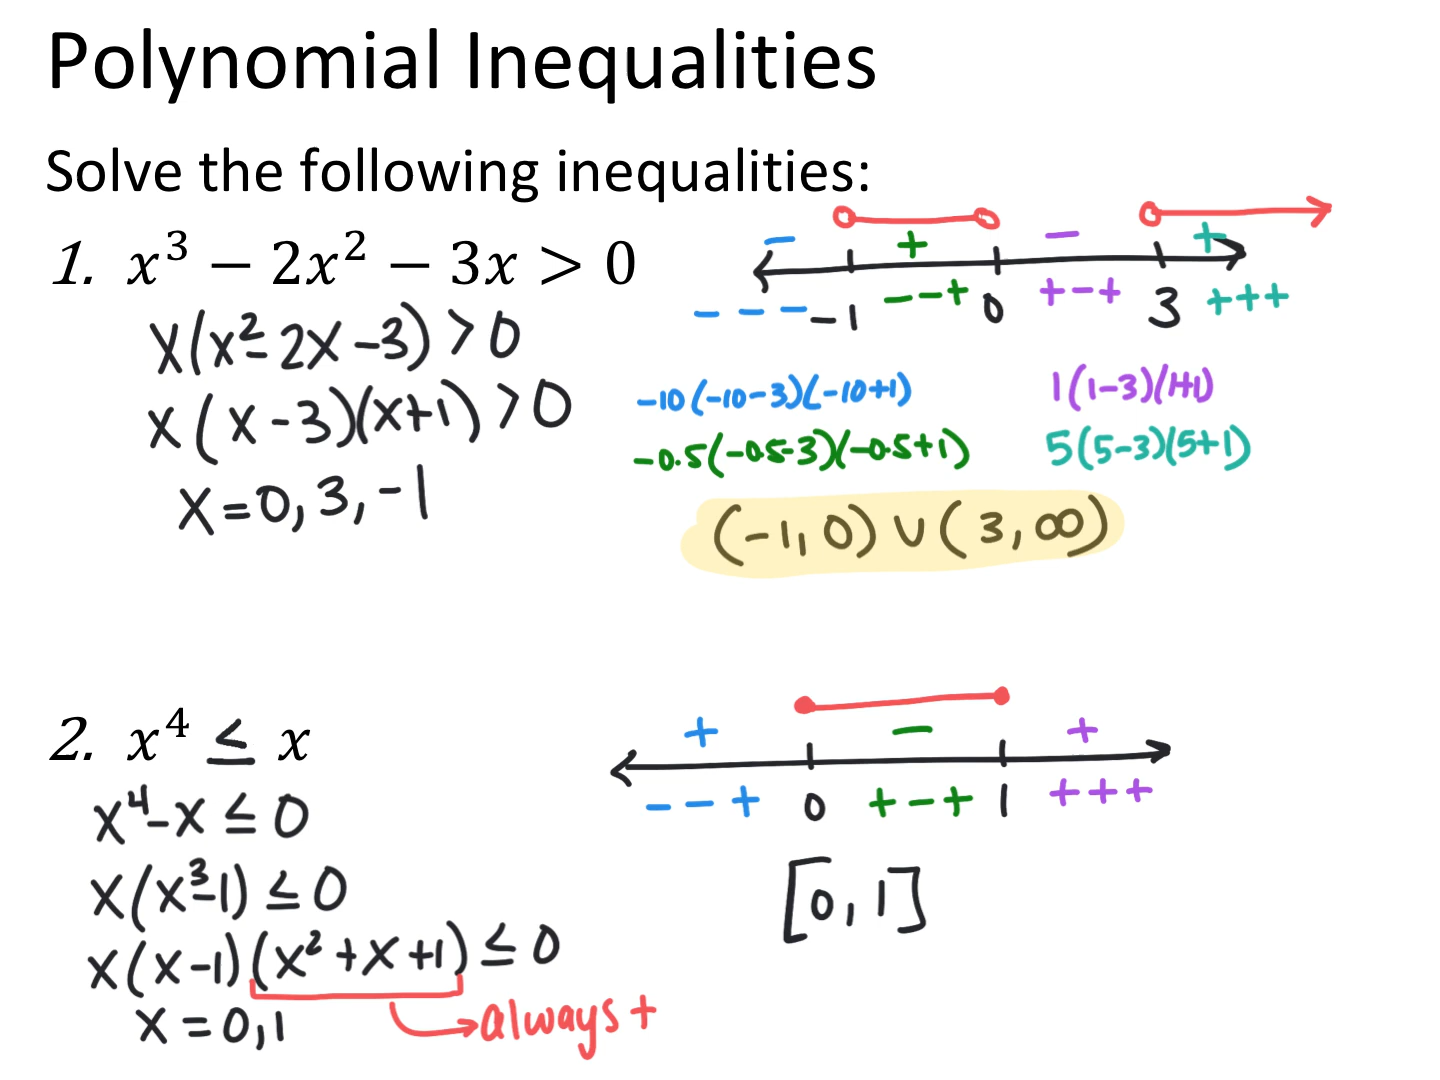 Polynomial Inequalities
Solve the following inequalities:
1. x³ − 2x² − 3x > 0
x(x²-2x-3)>0
x(x-3)(x+1)>0
x=0,3,-1
- + - +
-1 0 3
--- --+ +-+ +++
-10(-10-3)(-10+1)
1(1-3)(1+1)
-0.5(-0.5-3)(-0.5+1)
5(5-3)(5+1)
(-1,0)∪(3,∞)
2. x⁴ ≤ x
x⁴-x≤0
x(x³-1)≤0
x(x-1)(x²+x+1)≤0
always +
x=0,1
+ - +
--+ 0 +-+ 1 +++
[0,1]